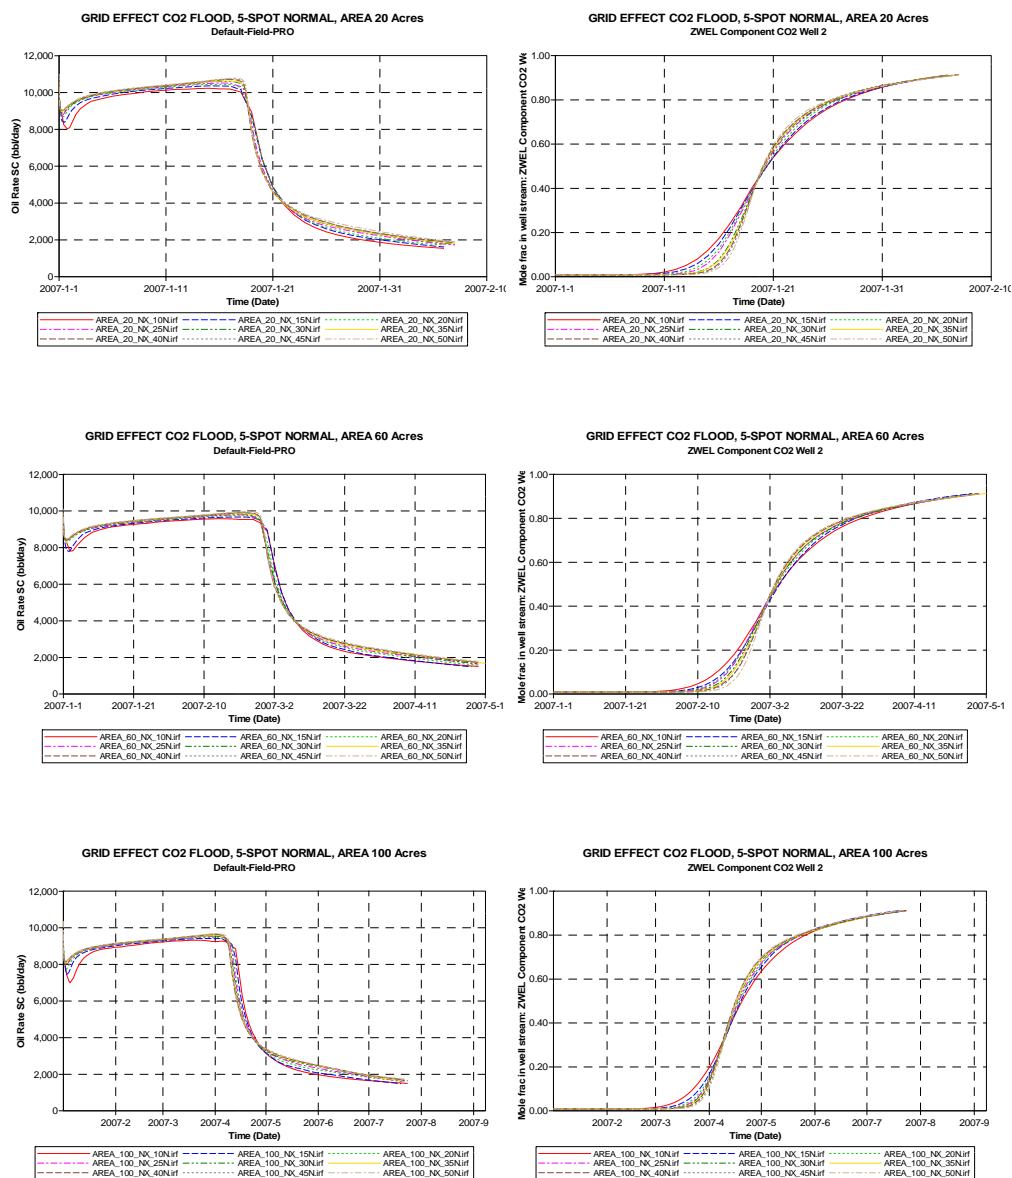 GRID EFFECT CO2 FLOOD, 5-SPOT NORMAL, AREA 20 Acres
Default-Field-PRO
Oil Rate SC (bbl/day)
12,000
10,000
8,000
6,000
4,000
2,000
0
2007-1-1 2007-1-11 2007-1-21 2007-1-31 2007-2-10
Time (Date)
AREA_20_NX_10N.irf AREA_20_NX_15N.irf AREA_20_NX_20N.irf
AREA_20_NX_25N.irf AREA_20_NX_30N.irf AREA_20_NX_35N.irf
AREA_20_NX_40N.irf AREA_20_NX_45N.irf AREA_20_NX_50N.irf
GRID EFFECT CO2 FLOOD, 5-SPOT NORMAL, AREA 20 Acres
ZWEL Component CO2 Well 2
Mole frac in well stream: ZWEL Component CO2 We
1.00
0.80
0.60
0.40
0.20
0.00
2007-1-1 2007-1-11 2007-1-21 2007-1-31 2007-2-10
Time (Date)
AREA_20_NX_10N.irf AREA_20_NX_15N.irf AREA_20_NX_20N.irf
AREA_20_NX_25N.irf AREA_20_NX_30N.irf AREA_20_NX_35N.irf
AREA_20_NX_40N.irf AREA_20_NX_45N.irf AREA_20_NX_50N.irf
GRID EFFECT CO2 FLOOD, 5-SPOT NORMAL, AREA 60 Acres
Default-Field-PRO
Oil Rate SC (bbl/day)
12,000
10,000
8,000
6,000
4,000
2,000
0
2007-1-1 2007-1-21 2007-2-10 2007-3-2 2007-3-22 2007-4-11 2007-5-1
Time (Date)
AREA_60_NX_10N.irf AREA_60_NX_15N.irf AREA_60_NX_20N.irf
AREA_60_NX_25N.irf AREA_60_NX_30N.irf AREA_60_NX_35N.irf
AREA_60_NX_40N.irf AREA_60_NX_45N.irf AREA_60_NX_50N.irf
GRID EFFECT CO2 FLOOD, 5-SPOT NORMAL, AREA 60 Acres
ZWEL Component CO2 Well 2
Mole frac in well stream: ZWEL Component CO2 We
1.00
0.80
0.60
0.40
0.20
0.00
2007-1-1 2007-1-21 2007-2-10 2007-3-2 2007-3-22 2007-4-11 2007-5-1
Time (Date)
AREA_60_NX_10N.irf AREA_60_NX_15N.irf AREA_60_NX_20N.irf
AREA_60_NX_25N.irf AREA_60_NX_30N.irf AREA_60_NX_35N.irf
AREA_60_NX_40N.irf AREA_60_NX_45N.irf AREA_60_NX_50N.irf
GRID EFFECT CO2 FLOOD, 5-SPOT NORMAL, AREA 100 Acres
Default-Field-PRO
Oil Rate SC (bbl/day)
12,000
10,000
8,000
6,000
4,000
2,000
0
2007-2 2007-3 2007-4 2007-5 2007-6 2007-7 2007-8 2007-9
Time (Date)
AREA_100_NX_10N.irf AREA_100_NX_15N.irf AREA_100_NX_20N.irf
AREA_100_NX_25N.irf AREA_100_NX_30N.irf AREA_100_NX_35N.irf
AREA_100_NX_40N.irf AREA_100_NX_45N.irf AREA_100_NX_50N.irf
GRID EFFECT CO2 FLOOD, 5-SPOT NORMAL, AREA 100 Acres
ZWEL Component CO2 Well 2
Mole frac in well stream: ZWEL Component CO2 We
1.00
0.80
0.60
0.40
0.20
0.00
2007-2 2007-3 2007-4 2007-5 2007-6 2007-7 2007-8 2007-9
Time (Date)
AREA_100_NX_10N.irf AREA_100_NX_15N.irf AREA_100_NX_20N.irf
AREA_100_NX_25N.irf AREA_100_NX_30N.irf AREA_100_NX_35N.irf
AREA_100_NX_40N.irf AREA_100_NX_45N.irf AREA_100_NX_50N.irf